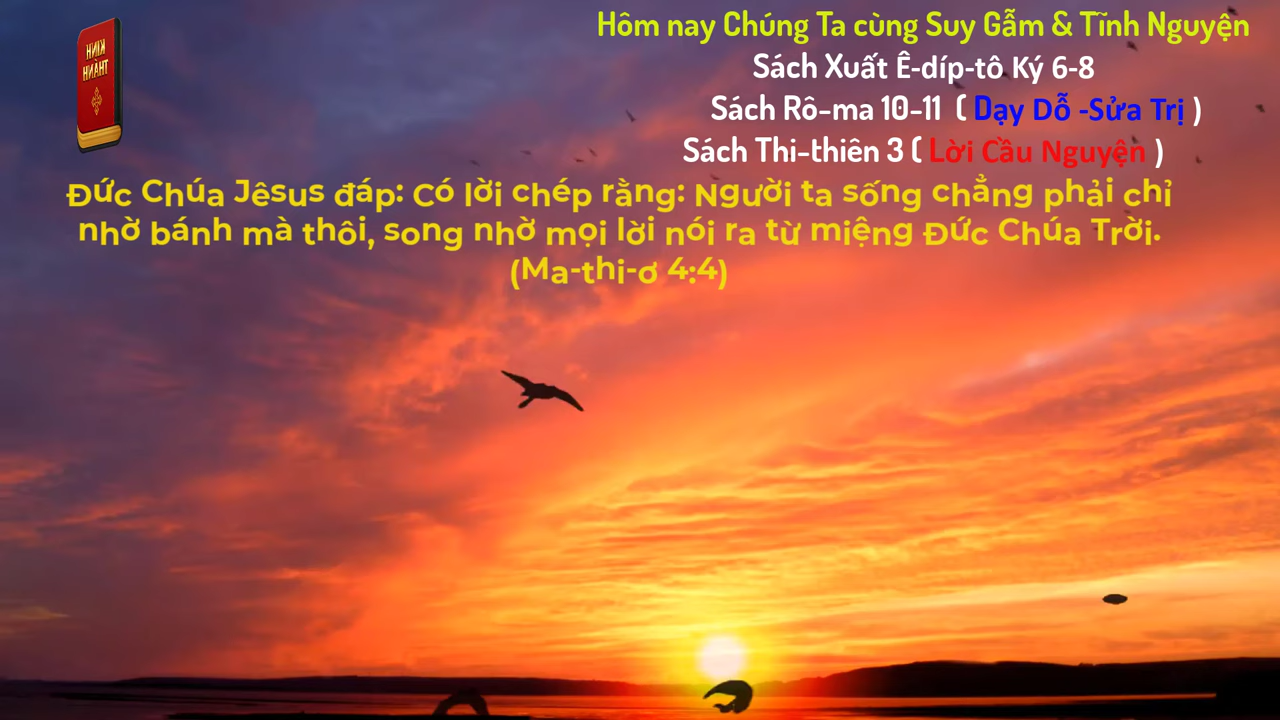 KINH
THÁNH
Hôm nay Chúng Ta cùng Suy Gẫm & Tĩnh Nguyện
Sách Xuất Ê-díp-tô Ký 6-8
Sách Rô-ma 10-11 ( Dạy Dỗ -Sửa Trị )
Sách Thi-thiên 3 ( Lời Cầu Nguyện )
Đức Chúa Jêsus đáp: Có lời chép rằng: Người ta sống chẳng phải chỉ
nhờ bánh mà thôi, song nhờ mọi lời nói ra từ miệng Đức Chúa Trời.
(Ma-thi-ơ 4:4)